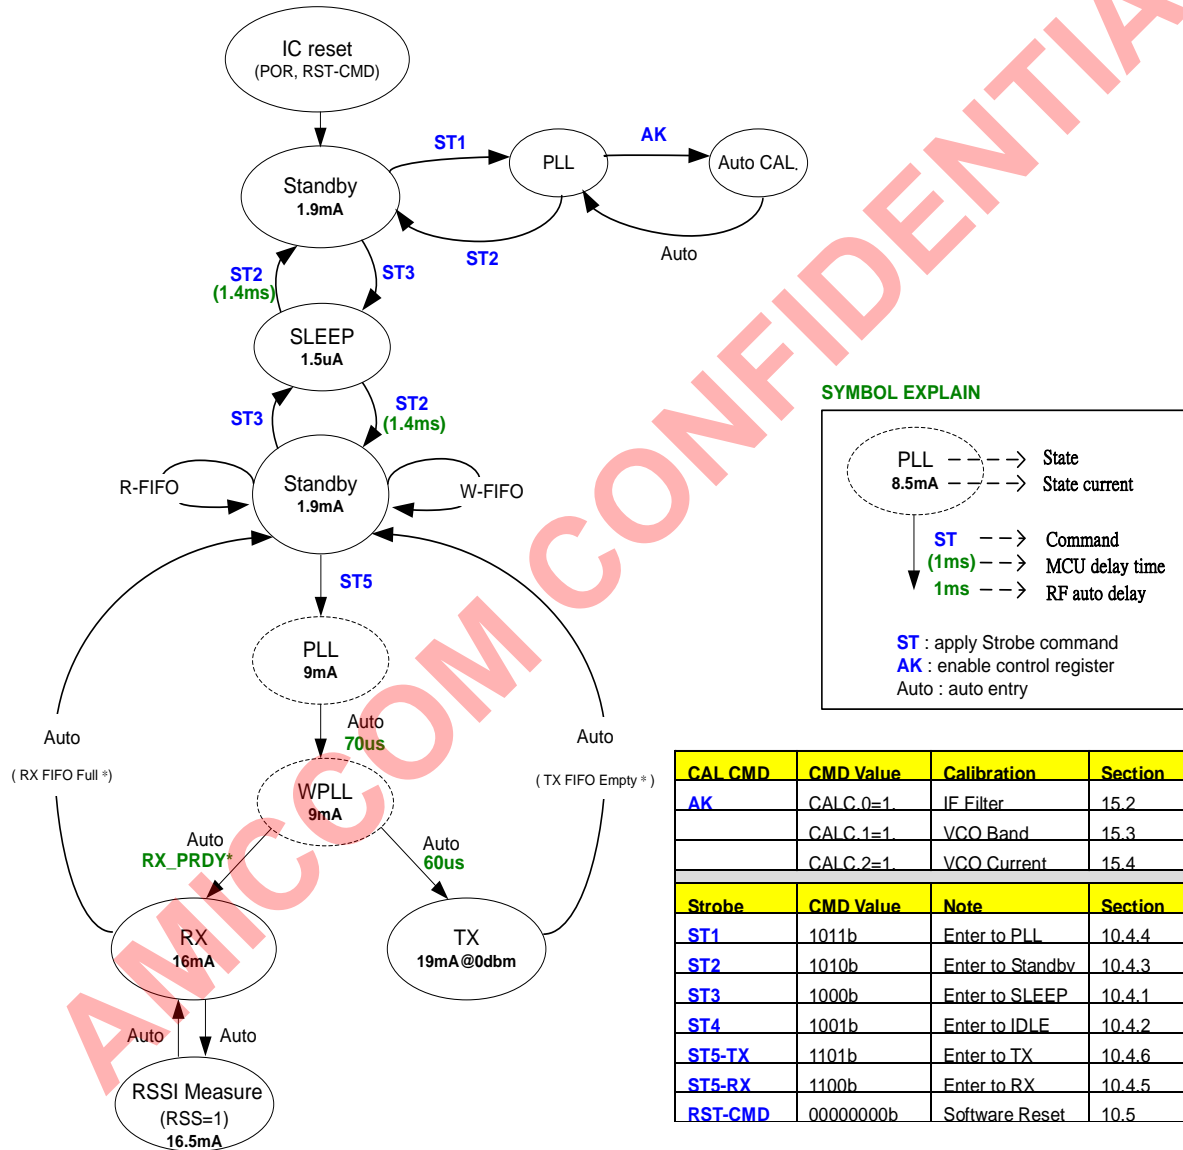 IC reset
(POR, RST-CMD)
ST1
AK
PLL
Auto CAL.
Standby
1.9mA
ST2
Auto
ST2
(1.4ms)
ST3
SLEEP
1.5uA
ST3
ST2
(1.4ms)
R-FIFO
Standby
1.9mA
W-FIFO
ST5
PLL
9mA
Auto
70us
Auto
( RX FIFO Full *)
Auto
( TX FIFO Empty * )
WPLL
9mA
Auto
RX_PRDY*
Auto
60us
RX
16mA
TX
19mA@0dbm
Auto
Auto
RSSI Measure
(RSS=1)
16.5mA
SYMBOL EXPLAIN
PLL State
8.5mA State current
ST Command
(1ms) MCU delay time
1ms RF auto delay
ST : apply Strobe command
AK : enable control register
Auto : auto entry
CAL CMD CMD Value Calibration Section
AK CALC.0=1. IF Filter 15.2
CALC.1=1. VCO Band 15.3
CALC.2=1. VCO Current 15.4
Strobe CMD Value Note Section
ST1 1011b Enter to PLL 10.4.4
ST2 1010b Enter to Standby 10.4.3
ST3 1000b Enter to SLEEP 10.4.1
ST4 1001b Enter to IDLE 10.4.2
ST5-TX 1101b Enter to TX 10.4.6
ST5-RX 1100b Enter to RX 10.4.5
RST-CMD 00000000b Software Reset 10.5
AMICCOM CONFIDENTIA